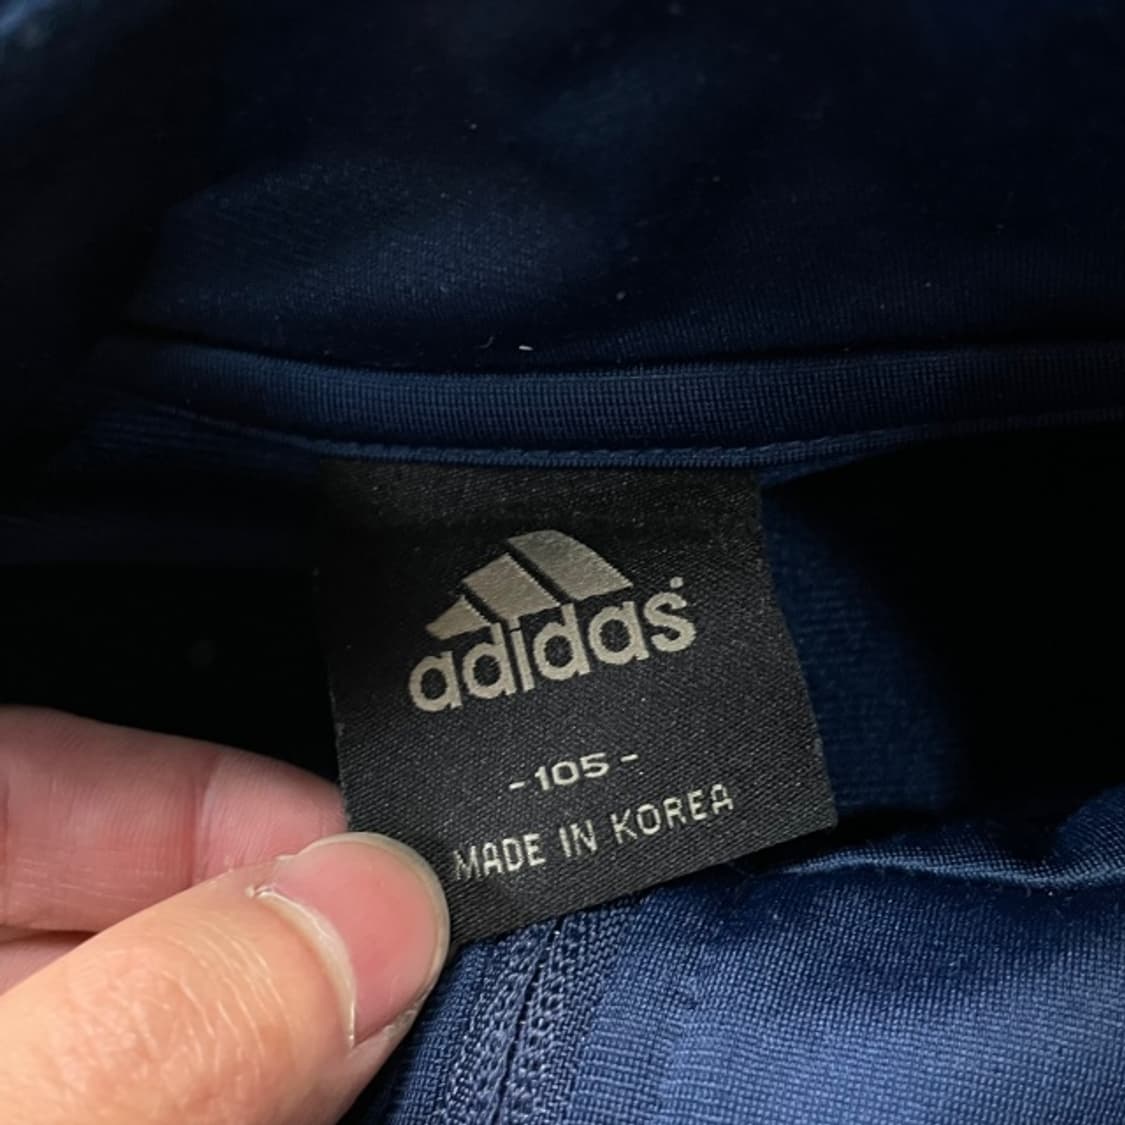 adidas
- 105 -
MADE IN KOREA